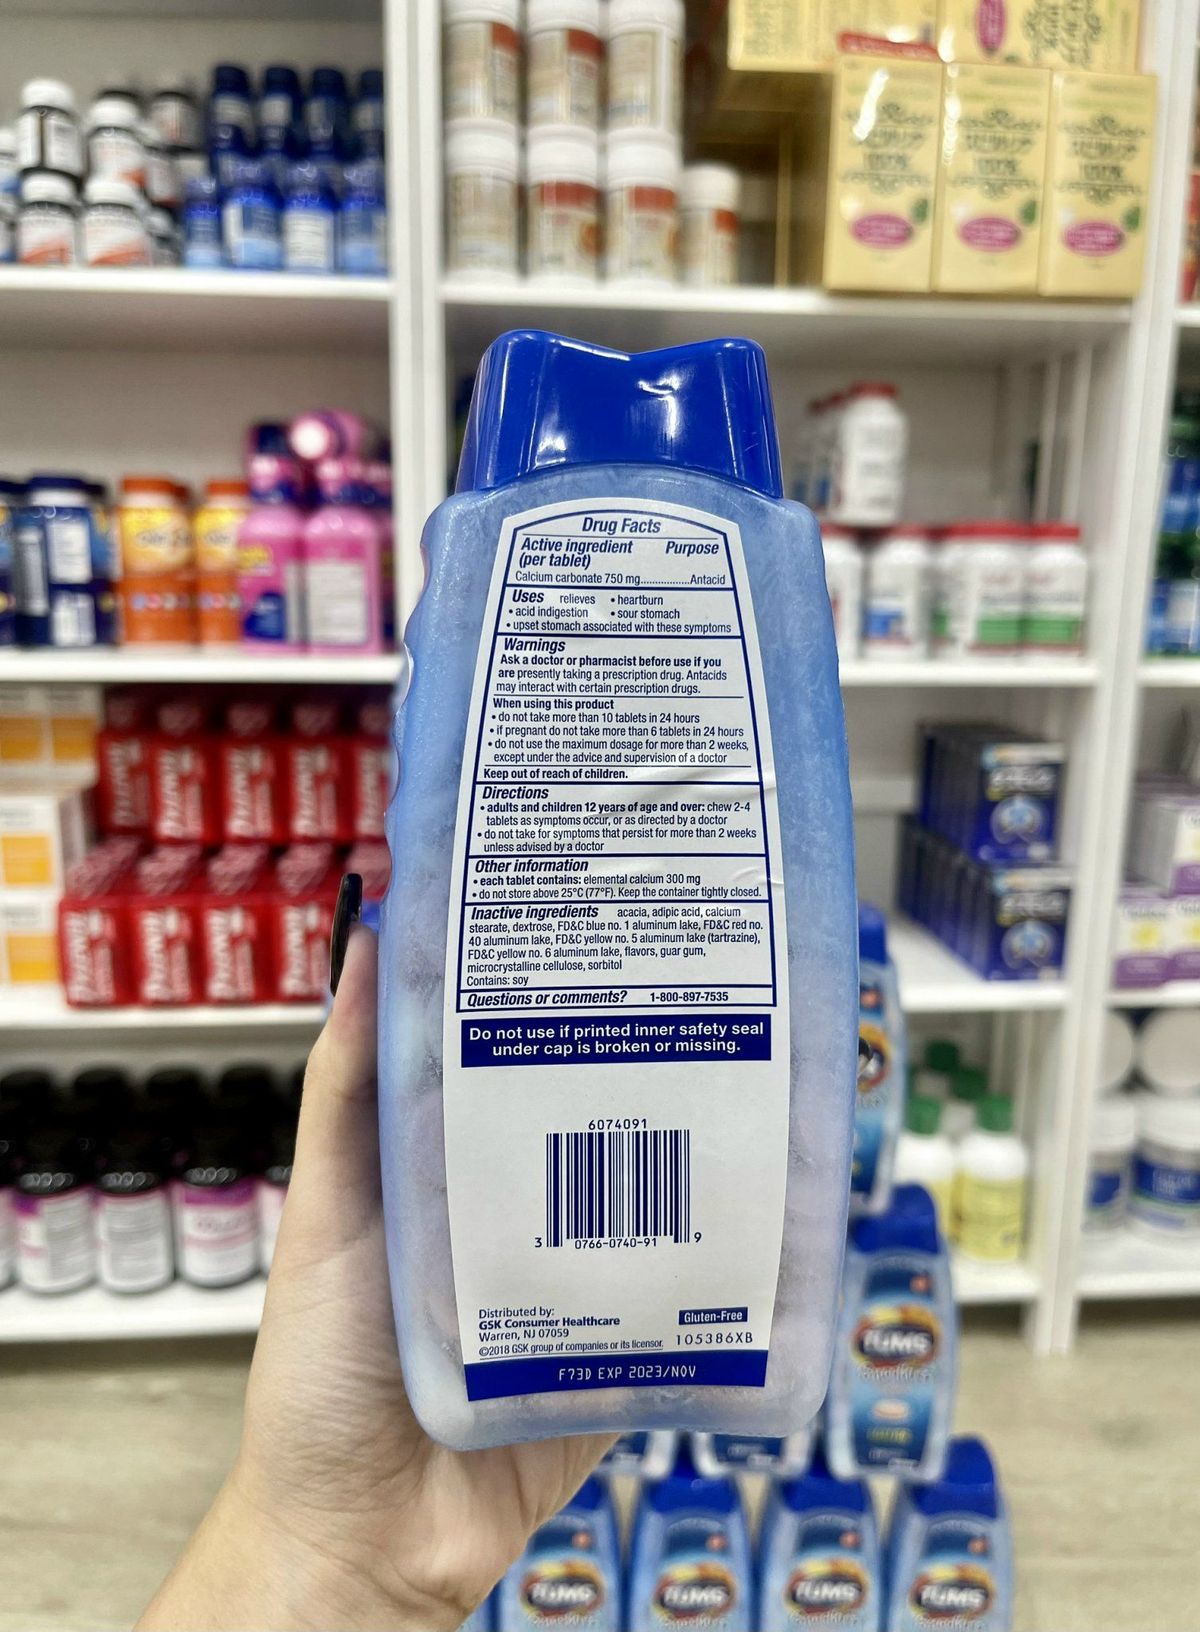 Drug Facts
Active ingredient Purpose
(per tablet)
Calcium carbonate 750 mg.................Antacid
Uses relieves • heartburn
• acid indigestion • sour stomach
• upset stomach associated with these symptoms
Warnings
Ask a doctor or pharmacist before use if you
are presently taking a prescription drug. Antacids
may interact with certain prescription drugs.
When using this product
• do not take more than 10 tablets in 24 hours
• if pregnant do not take more than 6 tablets in 24 hours
• do not use the maximum dosage for more than 2 weeks,
except under the advice and supervision of a doctor
Keep out of reach of children.
Directions
• adults and children 12 years of age and over: chew 2-4
tablets as symptoms occur, or as directed by a doctor
• do not take for symptoms that persist for more than 2 weeks
unless advised by a doctor
Other information
• each tablet contains: elemental calcium 300 mg
• do not store above 25°C (77°F). Keep the container tightly closed.
Inactive ingredients acacia, adipic acid, calcium
stearate, dextrose, FD&C blue no. 1 aluminum lake, FD&C red no.
40 aluminum lake, FD&C yellow no. 5 aluminum lake (tartrazine),
FD&C yellow no. 6 aluminum lake, flavors, guar gum,
microcrystalline cellulose, sorbitol
Contains: soy
Questions or comments? 1-800-897-7535
Do not use if printed inner safety seal
under cap is broken or missing.
6074091
3 0766-0740-91 9
Distributed by:
GSK Consumer Healthcare
Warren, NJ 07059
©2018 GSK group of companies or its licensor.
Gluten-Free
105386XB
F73D EXP 2023/NOV
TUMS
TUMS
TUMS
TUMS
TUMS